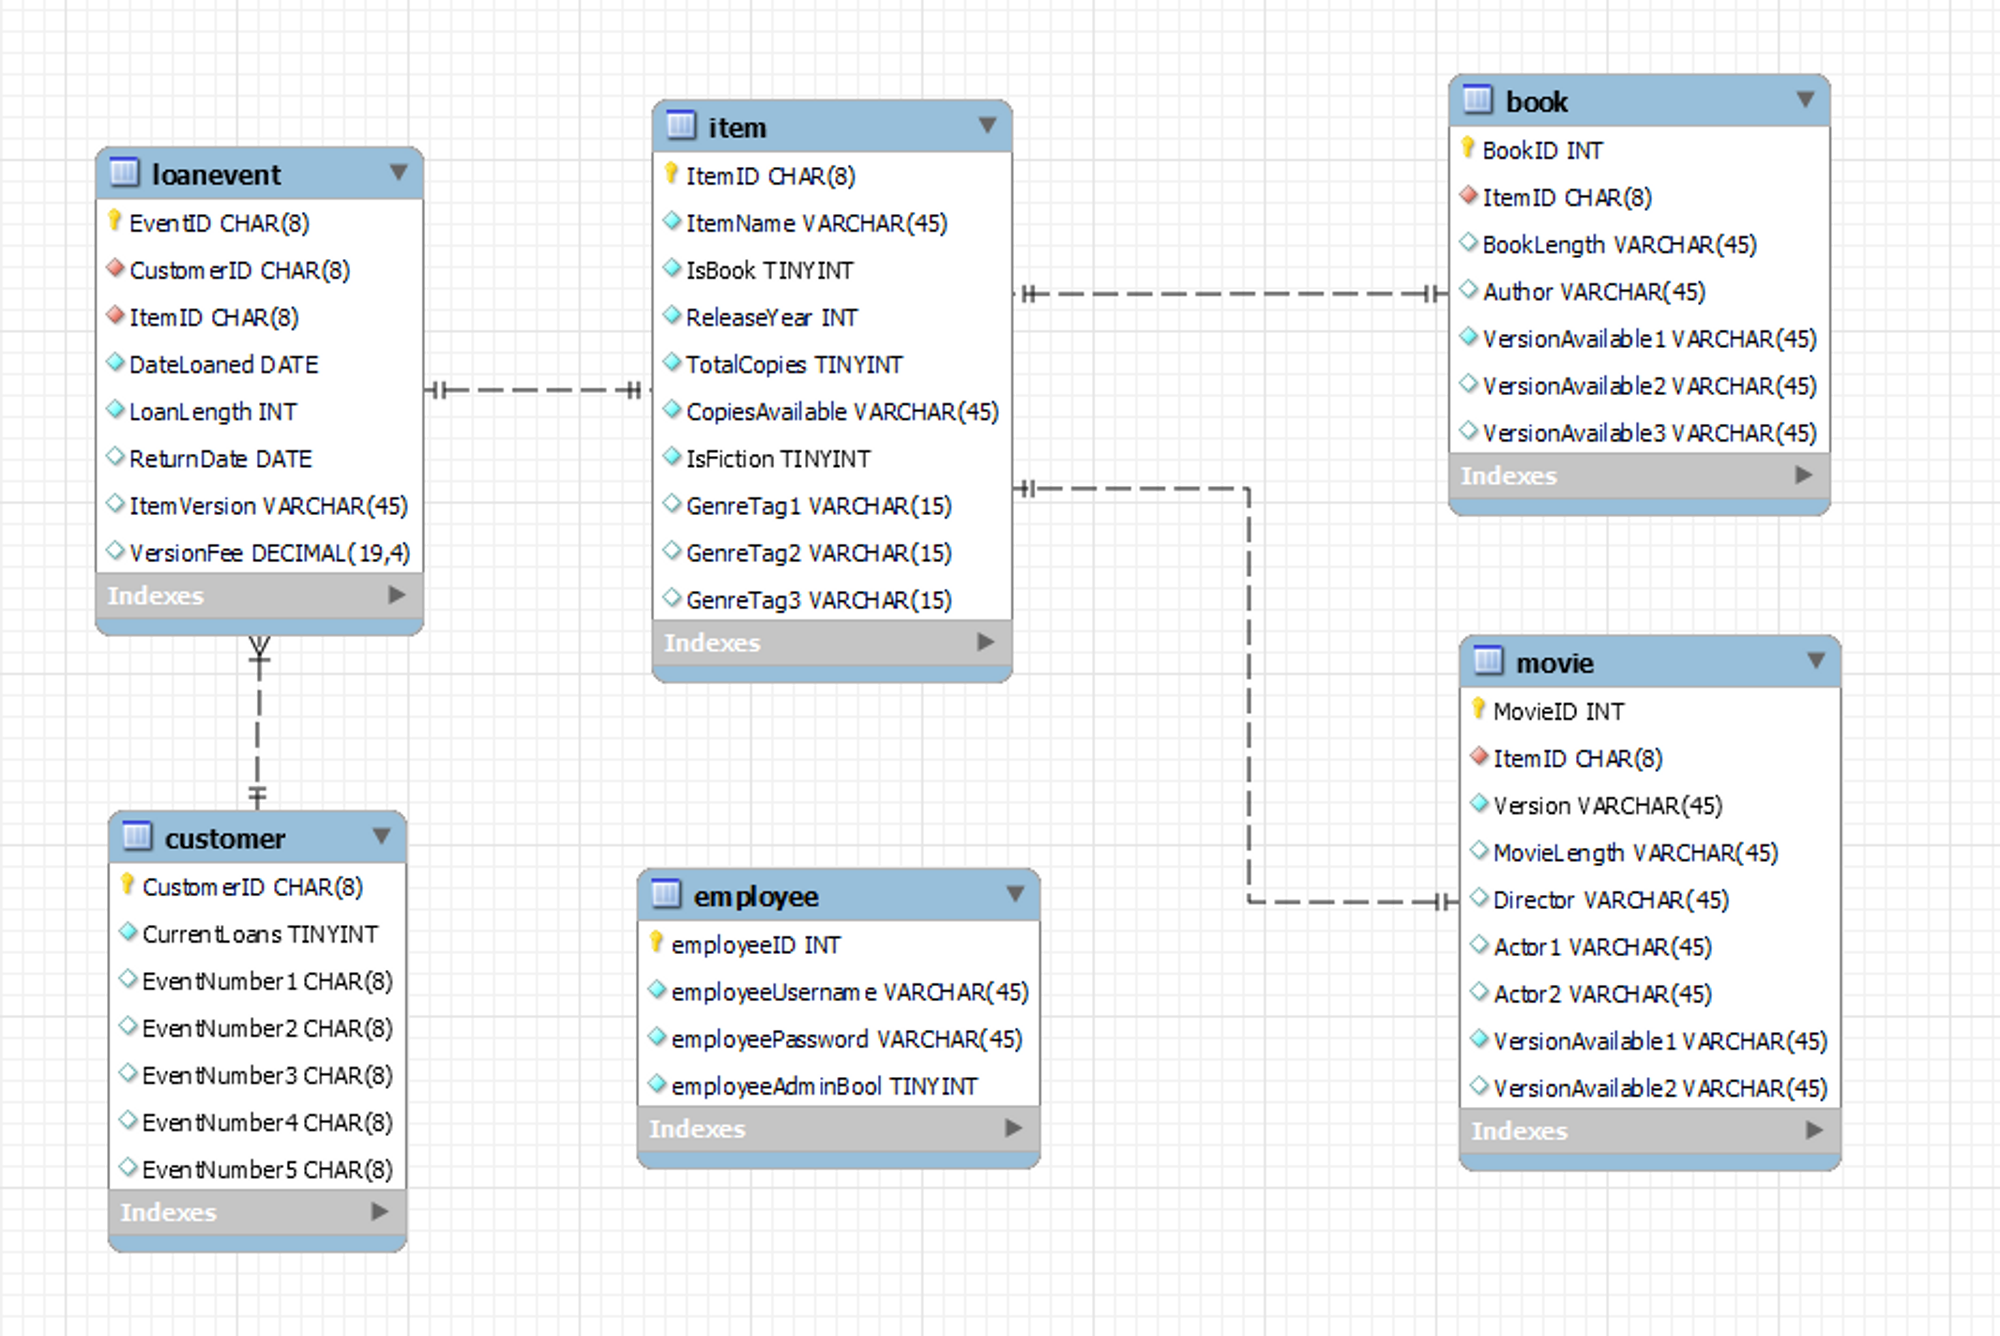 loanevent
EventID CHAR(8)
CustomerID CHAR(8)
ItemID CHAR(8)
DateLoaned DATE
LoanLength INT
ReturnDate DATE
ItemVersion VARCHAR(45)
VersionFee DECIMAL(19,4)
Indexes
item
ItemID CHAR(8)
ItemName VARCHAR(45)
IsBook TINYINT
ReleaseYear INT
TotalCopies TINYINT
CopiesAvailable VARCHAR(45)
IsFiction TINYINT
GenreTag1 VARCHAR(15)
GenreTag2 VARCHAR(15)
GenreTag3 VARCHAR(15)
Indexes
book
BookID INT
ItemID CHAR(8)
BookLength VARCHAR(45)
Author VARCHAR(45)
VersionAvailable1 VARCHAR(45)
VersionAvailable2 VARCHAR(45)
VersionAvailable3 VARCHAR(45)
Indexes
customer
CustomerID CHAR(8)
CurrentLoans TINYINT
EventNumber1 CHAR(8)
EventNumber2 CHAR(8)
EventNumber3 CHAR(8)
EventNumber4 CHAR(8)
EventNumber5 CHAR(8)
Indexes
employee
employeeID INT
employeeUsername VARCHAR(45)
employeePassword VARCHAR(45)
employeeAdminBool TINYINT
Indexes
movie
MovieID INT
ItemID CHAR(8)
Version VARCHAR(45)
MovieLength VARCHAR(45)
Director VARCHAR(45)
Actor1 VARCHAR(45)
Actor2 VARCHAR(45)
VersionAvailable1 VARCHAR(45)
VersionAvailable2 VARCHAR(45)
Indexes